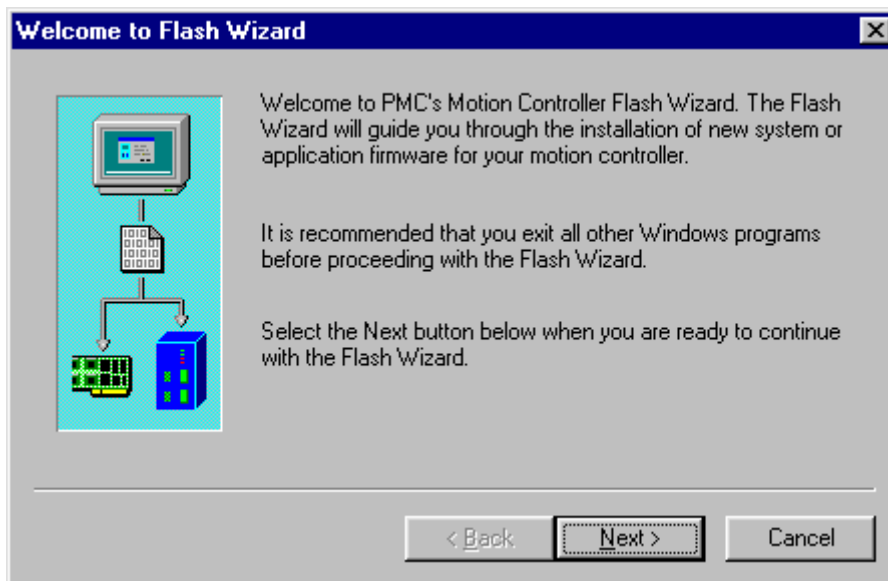 Welcome to Flash Wizard
Welcome to PMC's Motion Controller Flash Wizard. The Flash
Wizard will guide you through the installation of new system or
application firmware for your motion controller.
It is recommended that you exit all other Windows programs
before proceeding with the Flash Wizard.
Select the Next button below when you are ready to continue
with the Flash Wizard.
< Back
Next >
Cancel